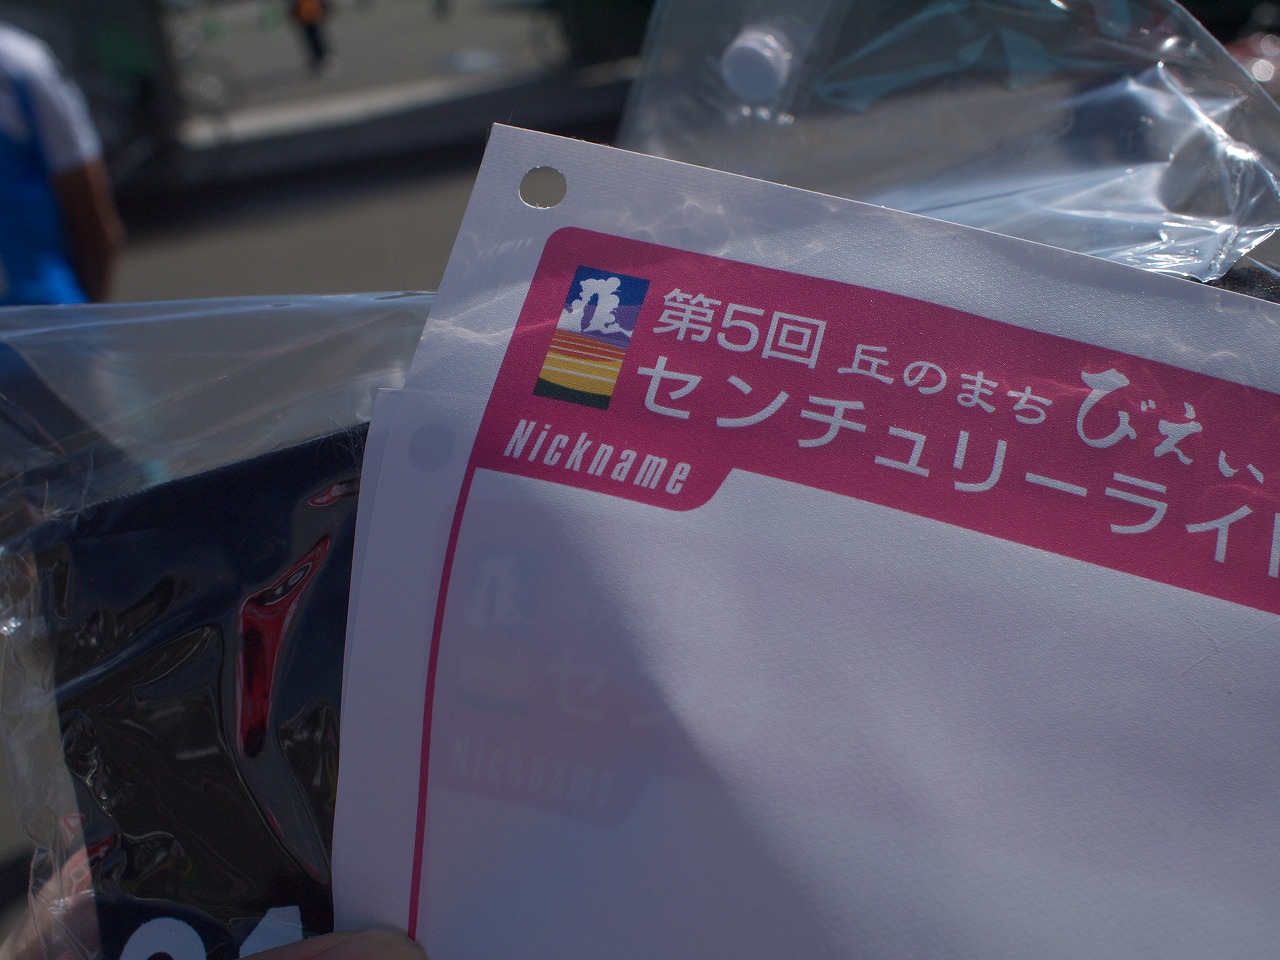 第5回 丘のまち びえい
センチュリーライ
Nickname